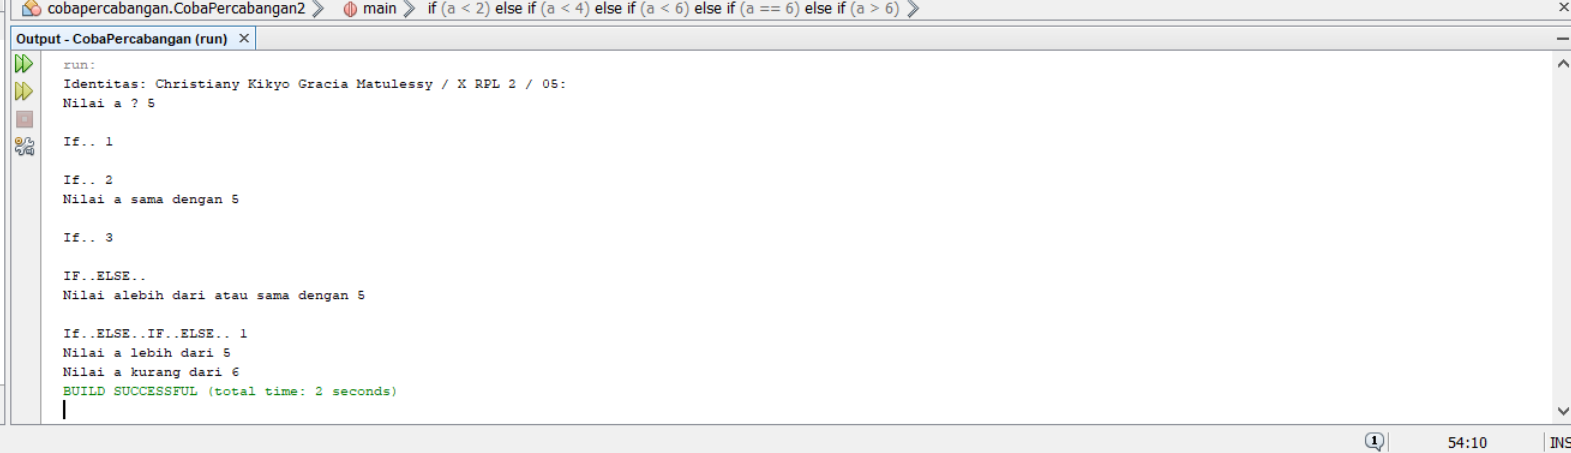 cobapercabangan.CobaPercabangan2 main if (a < 2) else if (a < 4) else if (a < 6) else if (a == 6) else if (a > 6)
Output - CobaPercabangan (run)
run:
Identitas: Christiany Kikyo Gracia Matulessy / X RPL 2 / 05:
Nilai a ? 5
If.. 1
If.. 2
Nilai a sama dengan 5
If.. 3
IF..ELSE..
Nilai alebih dari atau sama dengan 5
If..ELSE..IF..ELSE.. 1
Nilai a lebih dari 5
Nilai a kurang dari 6
BUILD SUCCESSFUL (total time: 2 seconds)
1 54:10 INS